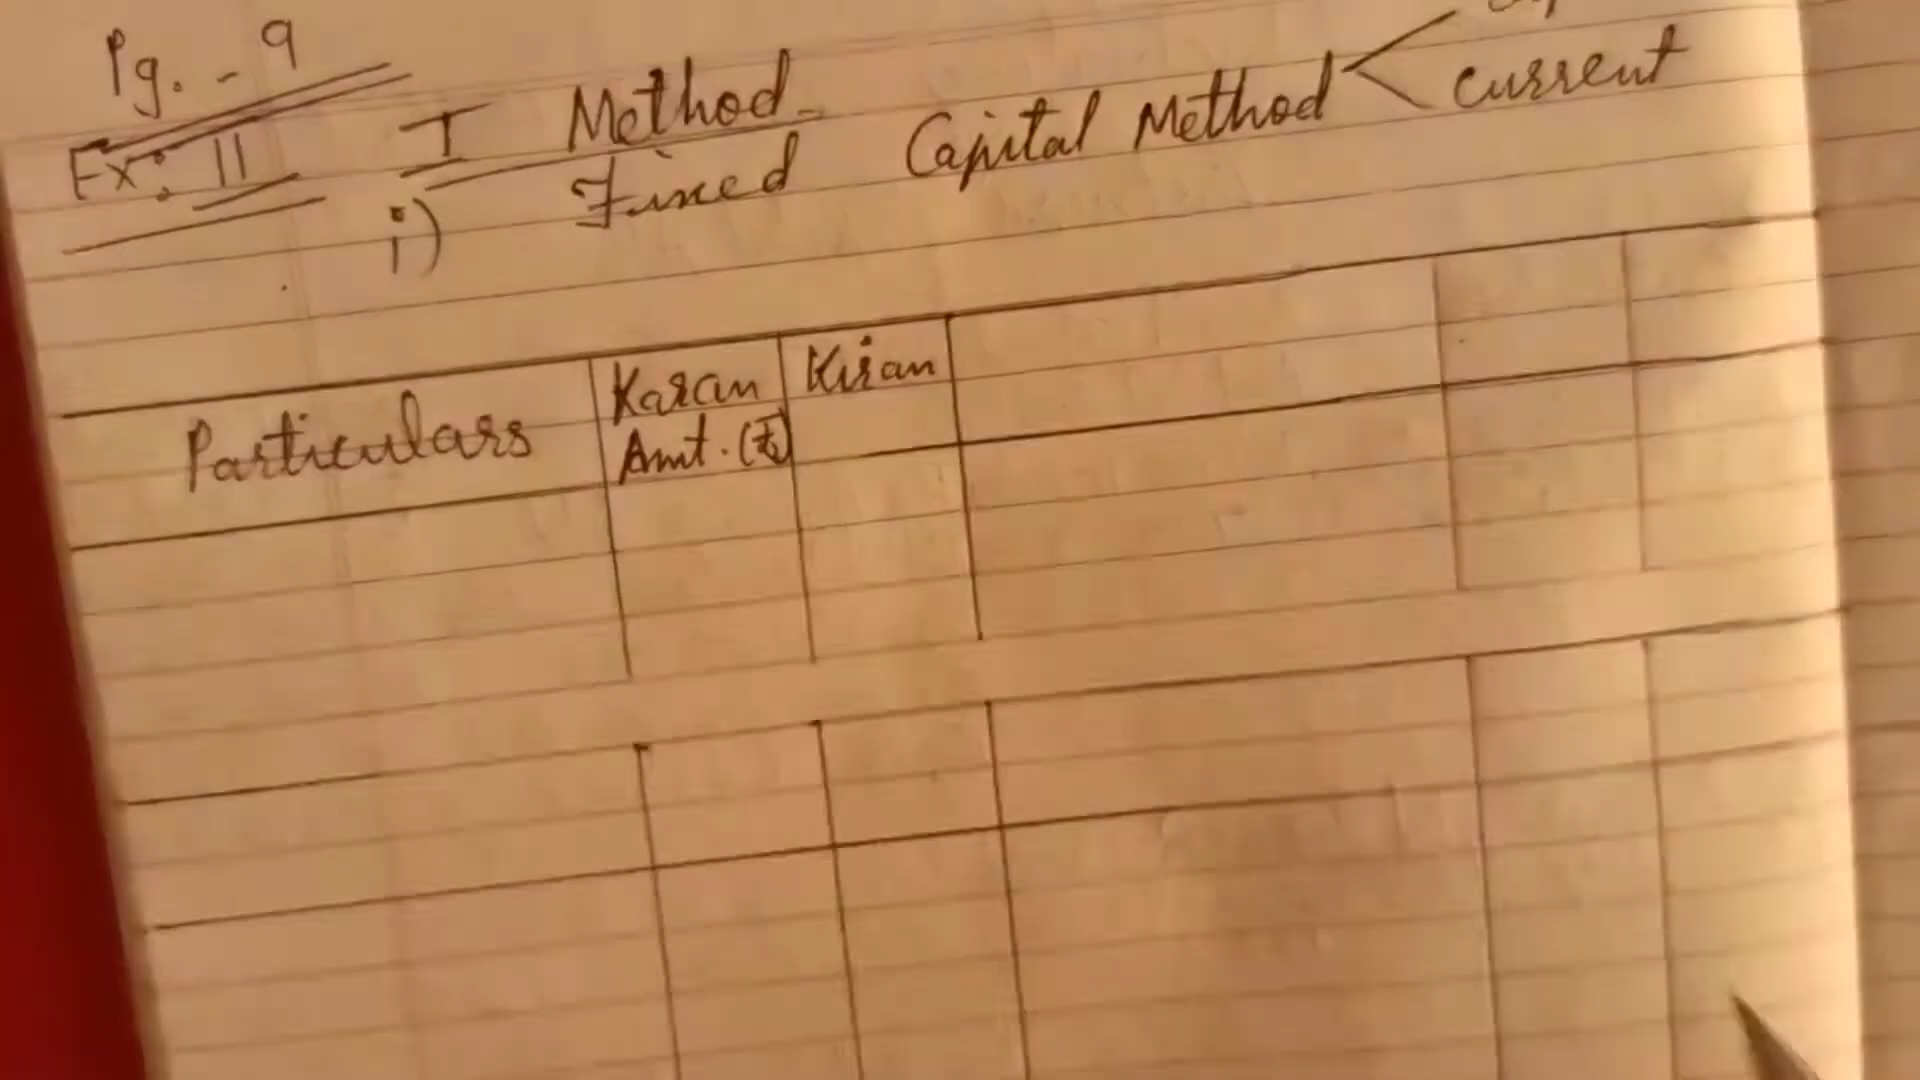 Pg. - 9
Ex: 11 I Method -
i) Fixed Capital Method < current
Particulars Karan Kiran
Amt. (₹)